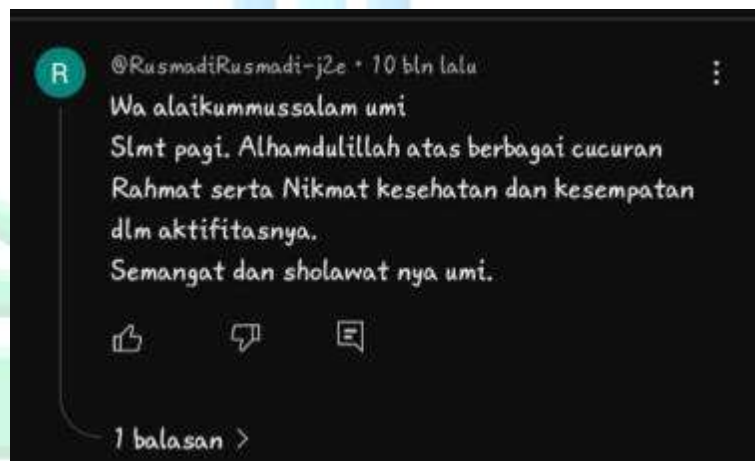 R
@RusmadiRusmadi-j2e • 10 bln lalu
Wa alaikummussalam umi
Slmt pagi. Alhamdulillah atas berbagai cucuran
Rahmat serta Nikmat kesehatan dan kesempatan
dlm aktifitasnya.
Semangat dan sholawat nya umi.
1 balasan >